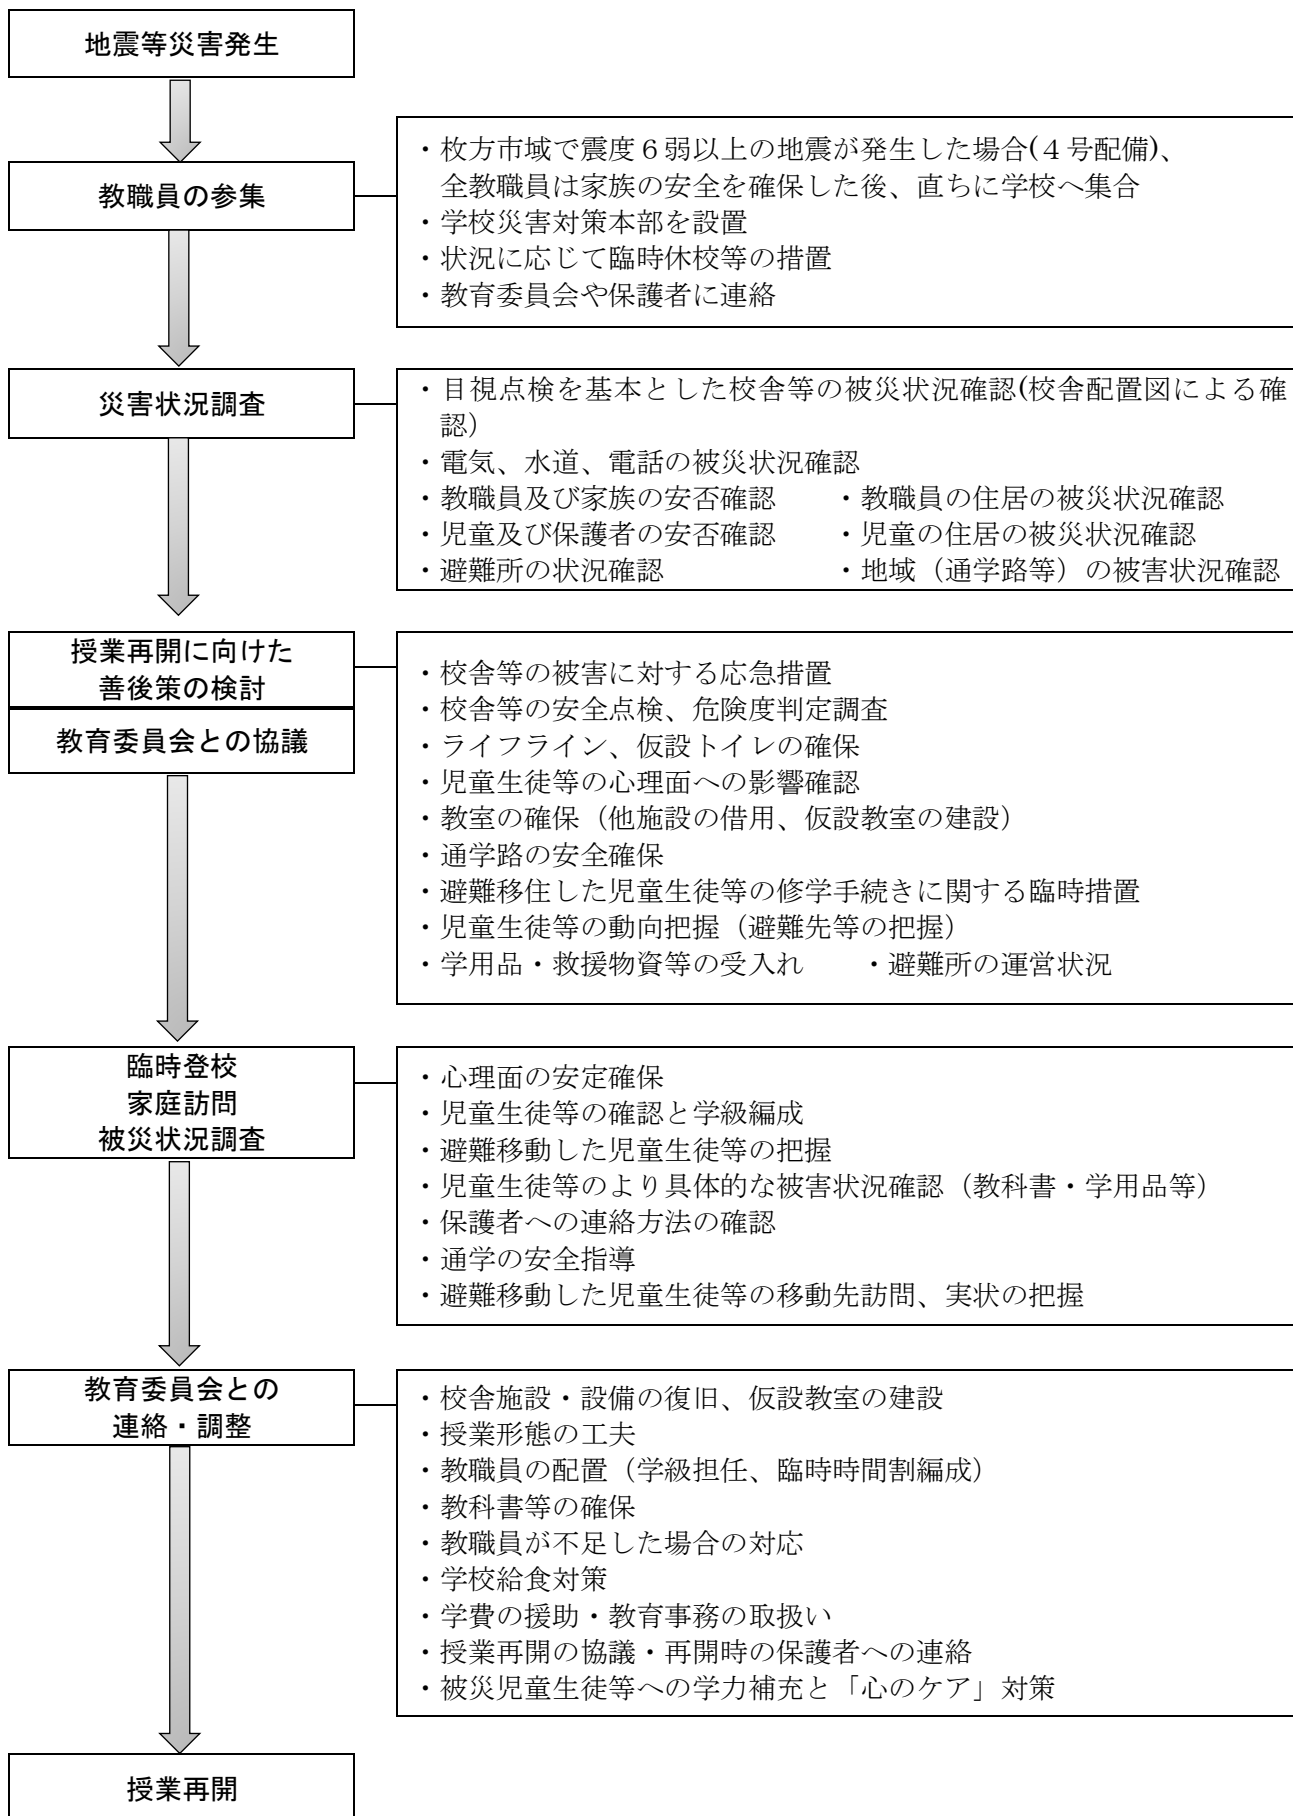 地震等災害発生
教職員の参集
・枚方市域で震度６弱以上の地震が発生した場合(４号配備)、
全教職員は家族の安全を確保した後、直ちに学校へ集合
・学校災害対策本部を設置
・状況に応じて臨時休校等の措置
・教育委員会や保護者に連絡
災害状況調査
・目視点検を基本とした校舎等の被災状況確認(校舎配置図による確
認)
・電気、水道、電話の被災状況確認
・教職員及び家族の安否確認　　・教職員の住居の被災状況確認
・児童及び保護者の安否確認　　・児童の住居の被災状況確認
・避難所の状況確認　　・地域（通学路等）の被害状況確認
授業再開に向けた
善後策の検討
教育委員会との協議
・校舎等の被害に対する応急措置
・校舎等の安全点検、危険度判定調査
・ライフライン、仮設トイレの確保
・児童生徒等の心理面への影響確認
・教室の確保（他施設の借用、仮設教室の建設）
・通学路の安全確保
・避難移住した児童生徒等の修学手続きに関する臨時措置
・児童生徒等の動向把握（避難先等の把握）
・学用品・救援物資等の受入れ　　・避難所の運営状況
臨時登校
家庭訪問
被災状況調査
・心理面の安定確保
・児童生徒等の確認と学級編成
・避難移動した児童生徒等の把握
・児童生徒等のより具体的な被害状況確認（教科書・学用品等）
・保護者への連絡方法の確認
・通学の安全指導
・避難移動した児童生徒等の移動先訪問、実状の把握
教育委員会との
連絡・調整
・校舎施設・設備の復旧、仮設教室の建設
・授業形態の工夫
・教職員の配置（学級担任、臨時時間割編成）
・教科書等の確保
・教職員が不足した場合の対応
・学校給食対策
・学費の援助・教育事務の取扱い
・授業再開の協議・再開時の保護者への連絡
・被災児童生徒等への学力補充と「心のケア」対策
授業再開